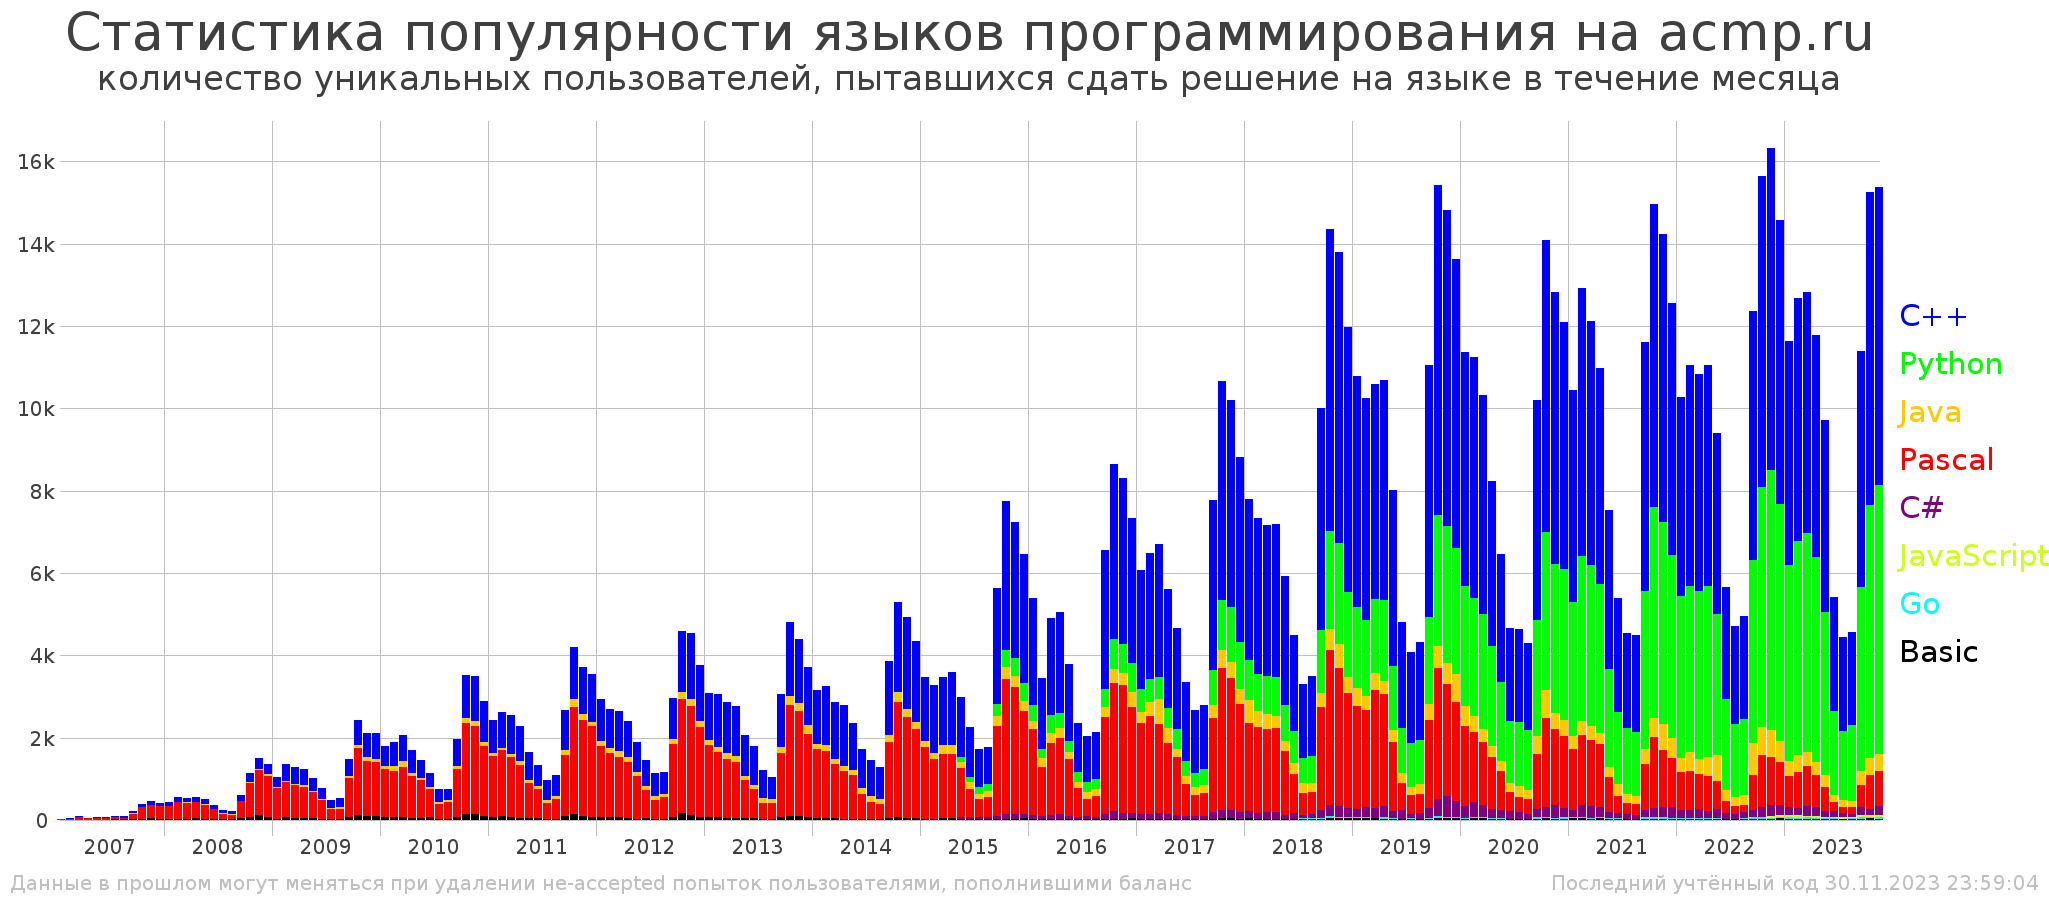 Статистика популярности языков программирования на acmp.ru
количество уникальных пользователей, пытавшихся сдать решение на языке в течение месяца
16k
14k
12k
10k
8k
6k
4k
2k
0
C++
Python
Java
Pascal
C#
JavaScript
Go
Basic
2007 2008 2009 2010 2011 2012 2013 2014 2015 2016 2017 2018 2019 2020 2021 2022 2023
Данные в прошлом могут меняться при удалении не-accepted попыток пользователями, пополнившими баланс
Последний учтённый код 30.11.2023 23:59:04